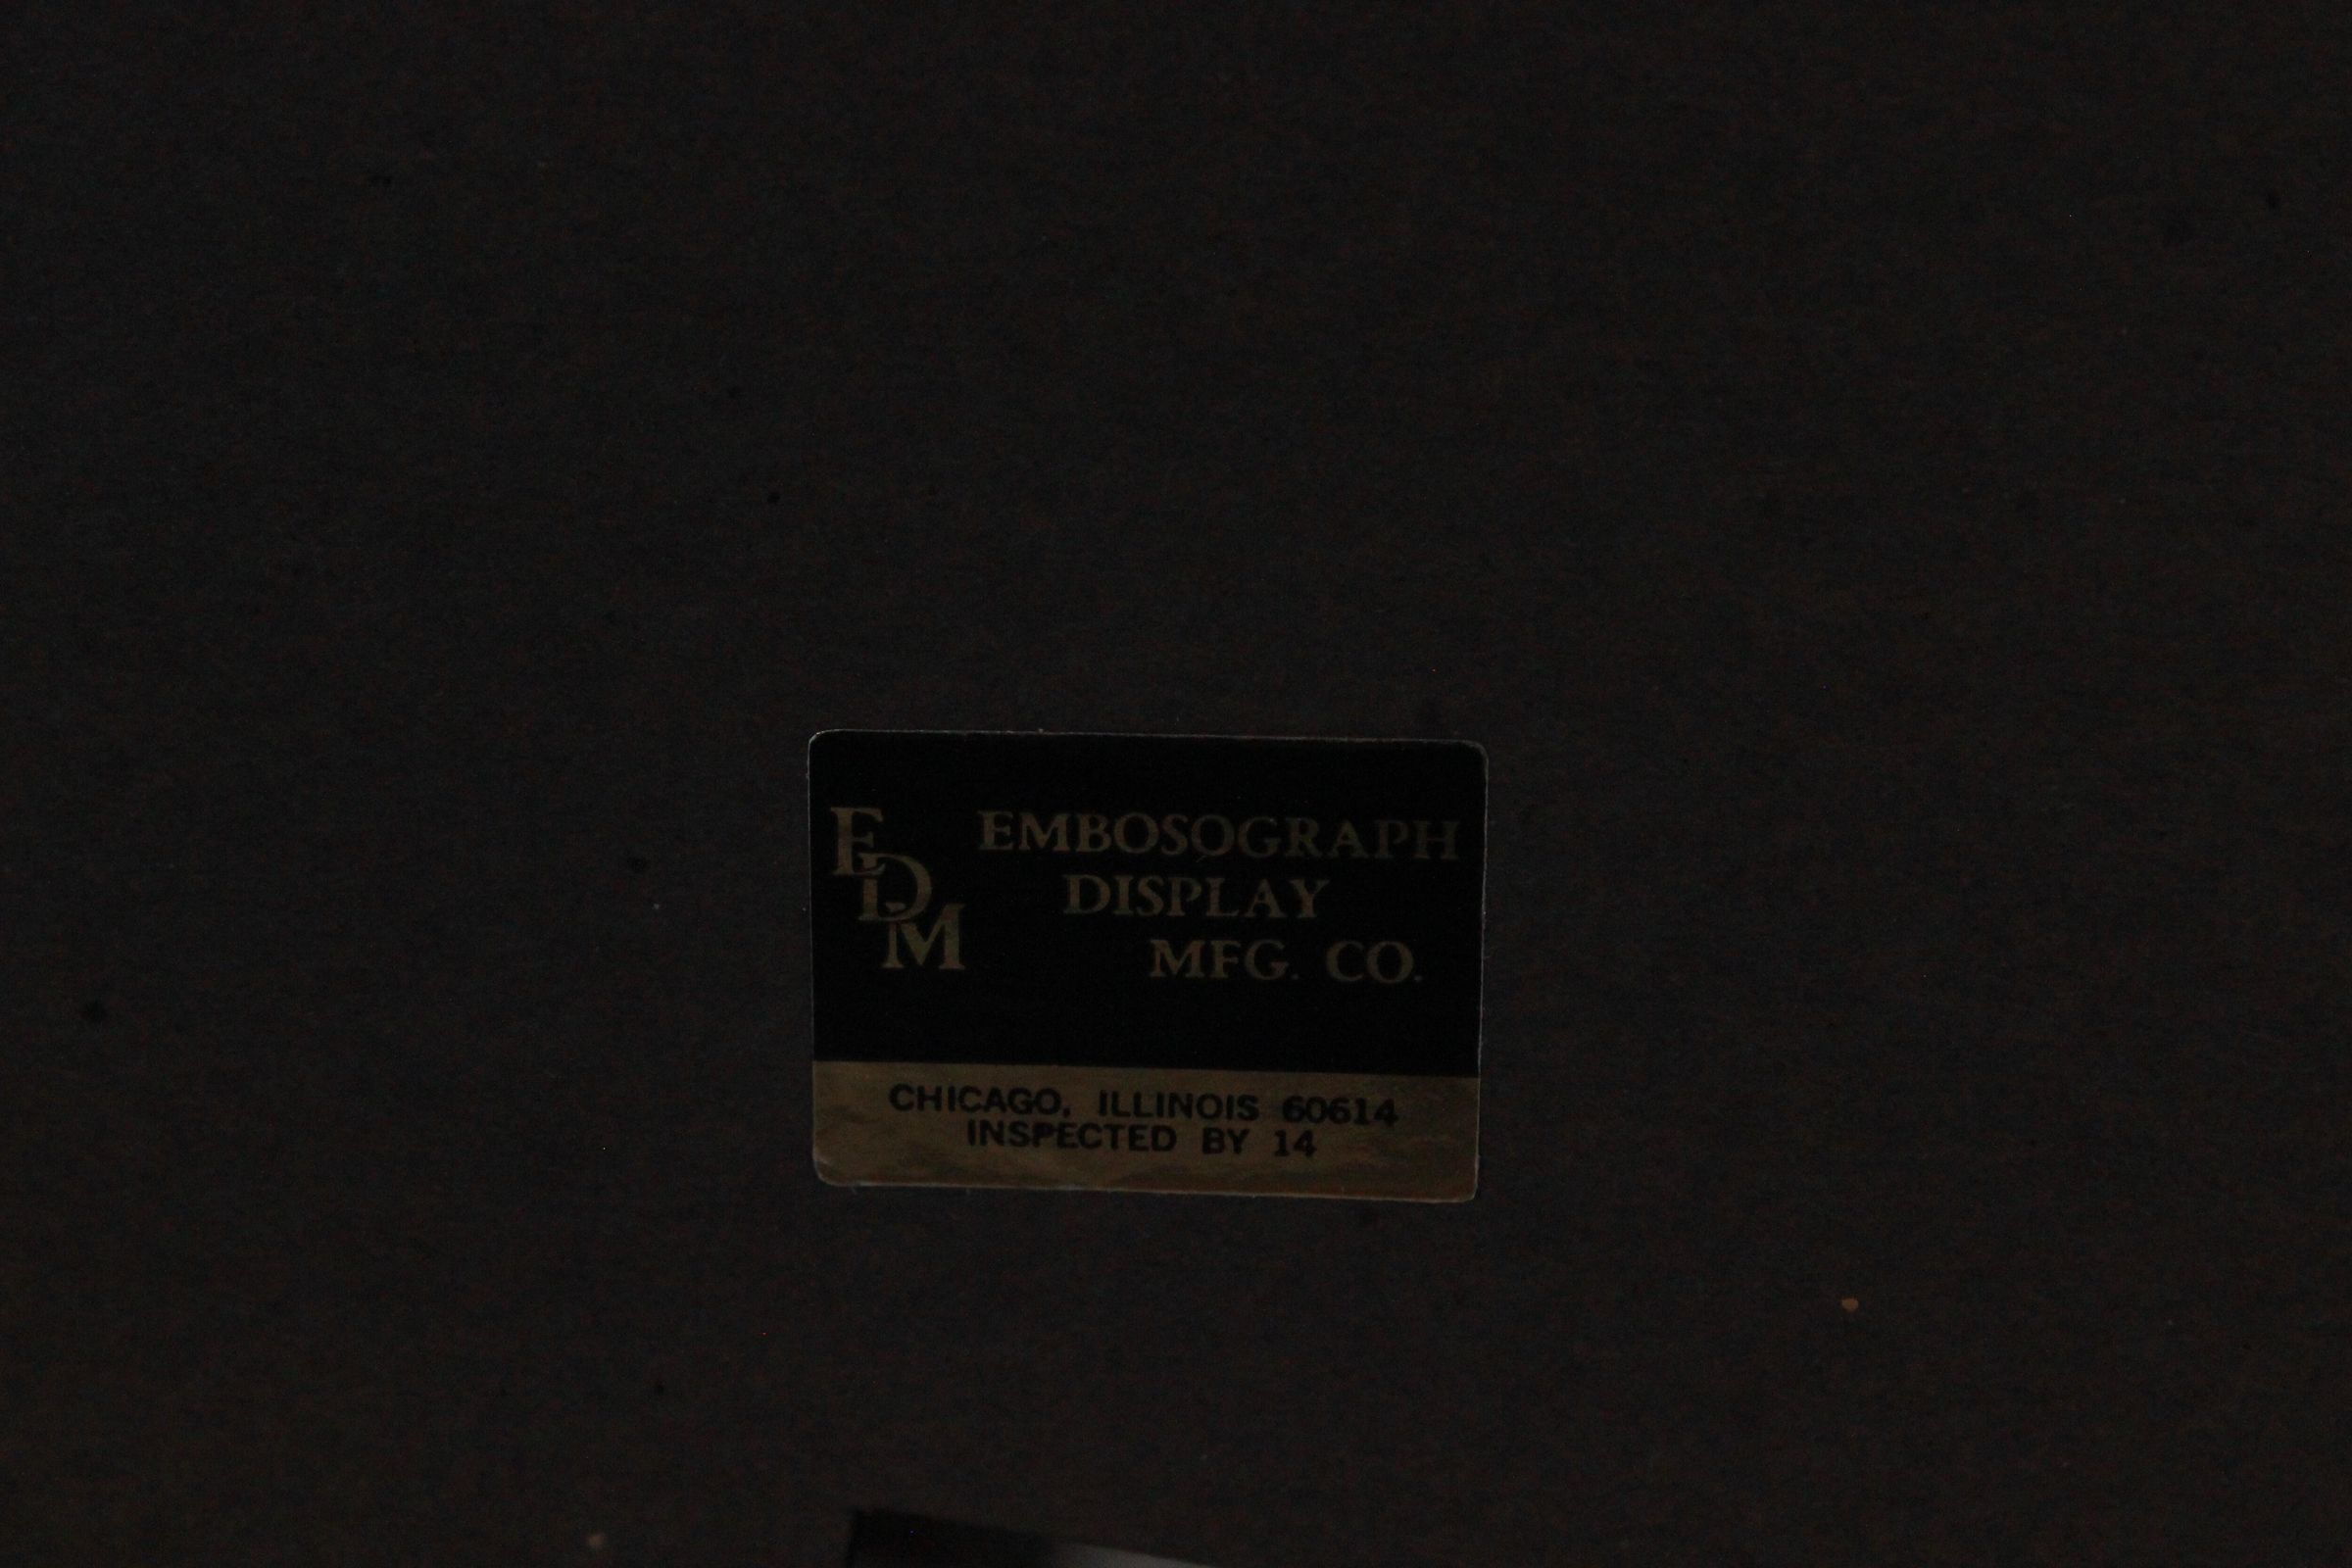 EDM
EMBOSOGRAPH
DISPLAY
MFG. CO.
CHICAGO, ILLINOIS 60614
INSPECTED BY 14